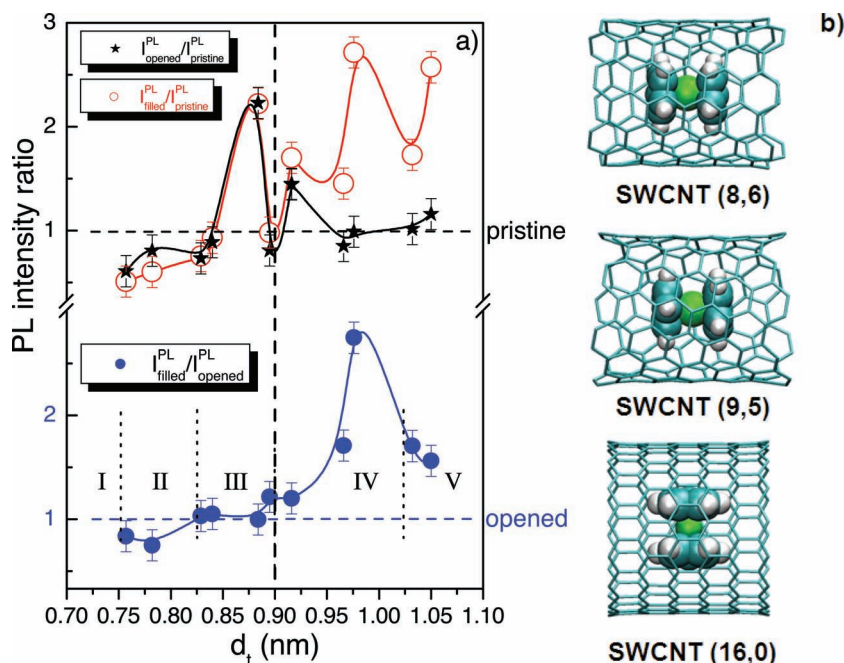 a)
b)
I^PL_opened/I^PL_pristine
I^PL_filled/I^PL_pristine
3
2
1
pristine
PL intensity ratio
I^PL_filled/I^PL_opened
2
I II III IV V
1
opened
0.70 0.75 0.80 0.85 0.90 0.95 1.00 1.05 1.10
d_t (nm)
SWCNT (8,6)
SWCNT (9,5)
SWCNT (16,0)